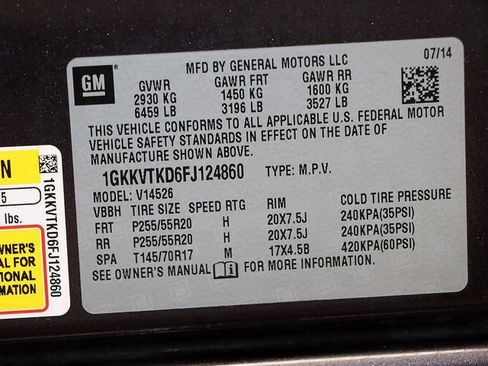 MFD BY GENERAL MOTORS LLC
07/14
GM
GVWR GAWR FRT GAWR RR
2930 KG 1450 KG 1600 KG
6459 LB 3196 LB 3527 LB
THIS VEHICLE CONFORMS TO ALL APPLICABLE U.S. FEDERAL MOTOR
VEHICLE SAFETY STANDARDS IN EFFECT ON THE DATE OF
MANUFACTURE SHOWN ABOVE.
1GKKVTKD6FJ124860 TYPE: M.P.V.
MODEL: V14526
VBBH TIRE SIZE SPEED RTG RIM COLD TIRE PRESSURE
FRT P255/55R20 H 20X7.5J 240KPA(35PSI)
RR P255/55R20 H 20X7.5J 240KPA(35PSI)
SPA T145/70R17 M 17X4.5B 420KPA(60PSI)
SEE OWNER'S MANUAL FOR MORE INFORMATION.
N
5
lbs.
WNER'S
AL FOR
IONAL
MATION
1GKKVTKD6FJ124860